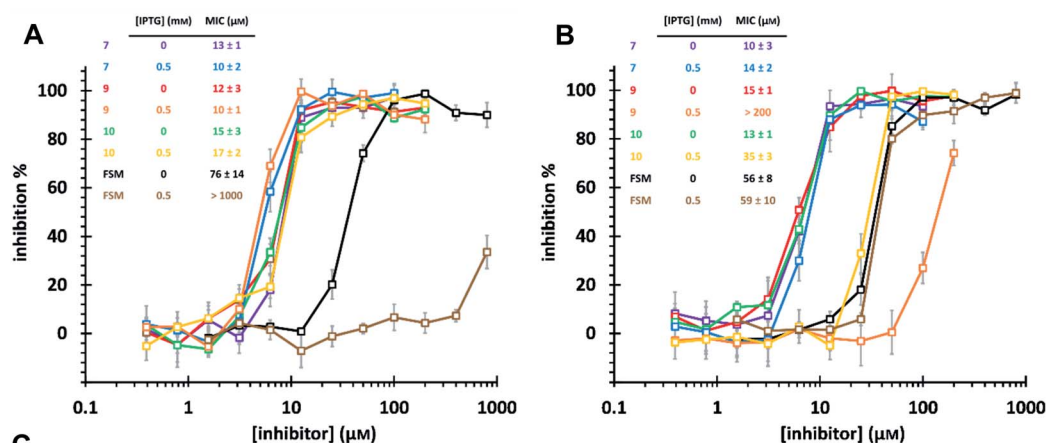 A
[IPTG] (mM) MIC (μM)
7 0 13 ± 1
7 0.5 10 ± 2
9 0 12 ± 3
9 0.5 10 ± 1
10 0 15 ± 3
10 0.5 17 ± 2
FSM 0 76 ± 14
FSM 0.5 > 1000
inhibition %
100
80
60
40
20
0
0.1 1 10 100 1000
[inhibitor] (μM)
B
[IPTG] (mM) MIC (μM)
7 0 10 ± 3
7 0.5 14 ± 2
9 0 15 ± 1
9 0.5 > 200
10 0 13 ± 1
10 0.5 35 ± 3
FSM 0 56 ± 8
FSM 0.5 59 ± 10
inhibition %
100
80
60
40
20
0
0.1 1 10 100 1000
[inhibitor] (μM)